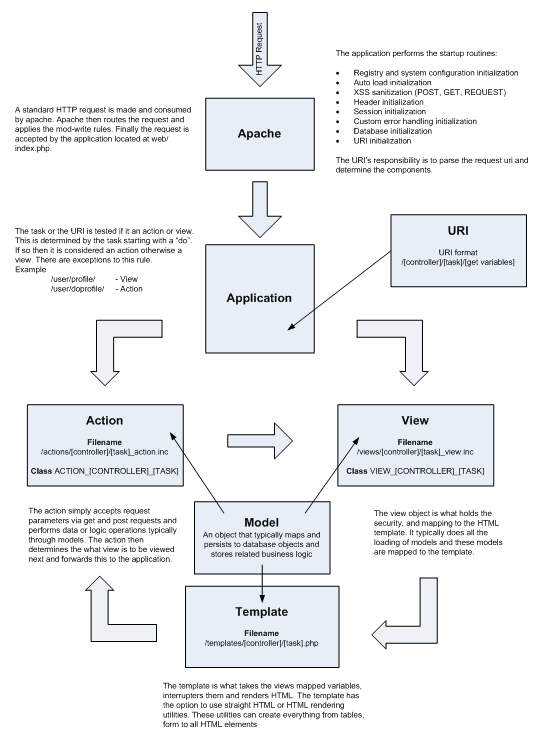 HTTP Request
The application performs the startup routines:
• Registry and system configuration initialization
• Auto load initialization
• XSS sanitization (POST, GET, REQUEST)
• Header initialization
• Session initialization
• Custom error handling initialization
• Database initialization
• URI initialization
The URI's responsibility is to parse the request uri and
determine the components.
A standard HTTP request is made and consumed
by apache. Apache then routes the request and
applies the mod-write rules. Finally the request is
accepted by the application located at web/
index.php.
Apache
The task or the URI is tested if it an action or view.
This is determined by the task starting with a "do".
If so then it is considered an action otherwise a
view. There are exceptions to this rule.
Example
/user/profile/ - View
/user/doprofile/ - Action
Application
URI
URI format
/[controller]/[task]/[get variables]
Action
Filename
/actions/[controller]/[task]_action.inc
Class ACTION_[CONTROLLER]_[TASK]
View
Filename
/views/[controller]/[task]_view.inc
Class VIEW_[CONTROLLER]_[TASK]
The action simply accepts request
parameters via get and post requests and
performs data or logic operations typically
through models. The action then
determines the what view is to be viewed
next and forwards this to the application.
Model
An object that typically maps and
persists to database objects and
stores related business logic
The view object is what holds the
security, and mapping to the HTML
template. It typically does all the
loading of models and these models
are mapped to the template.
Template
Filename
/templates/[controller]/[task].php
The template is what takes the views mapped variables,
interrupters them and renders HTML. The template has
the option to use straight HTML or HTML rendering
utilities. These utilities can create everything from tables,
form to all HTML elements